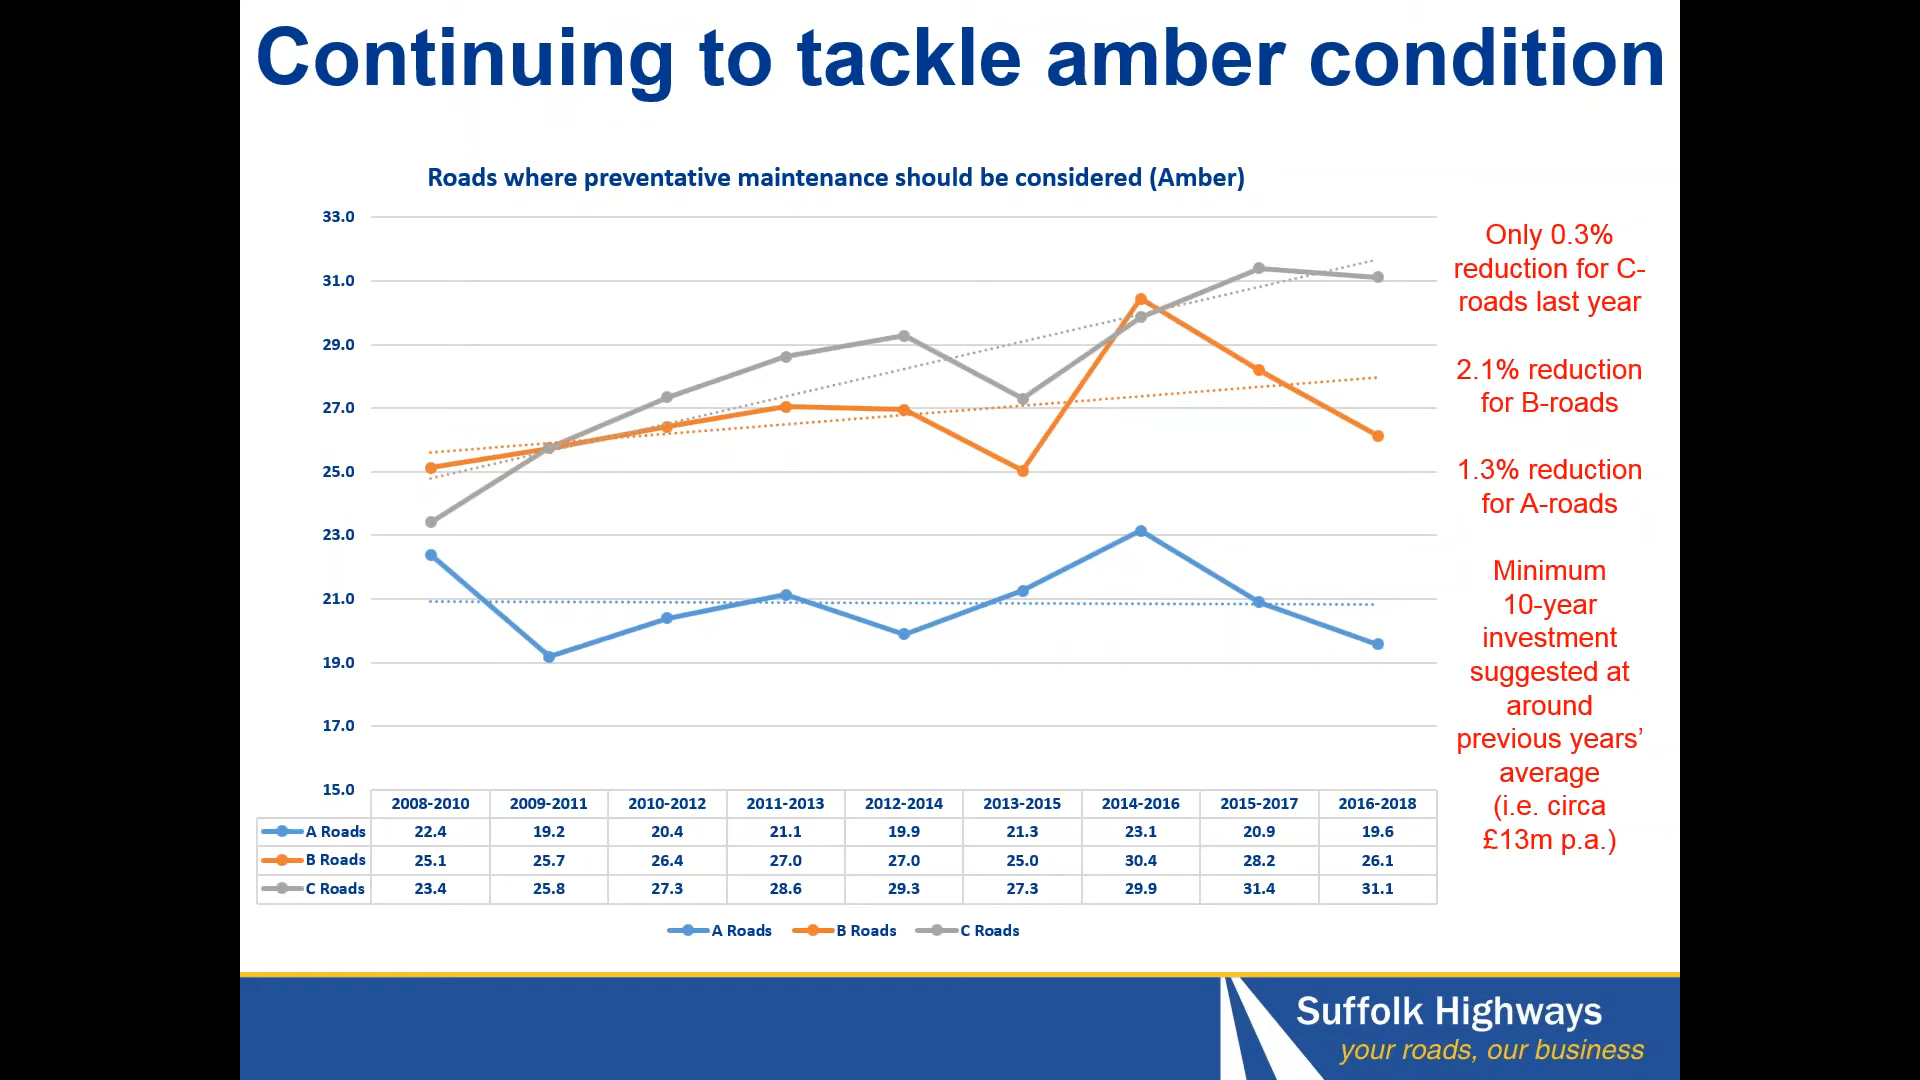 Continuing to tackle amber condition
Roads where preventative maintenance should be considered (Amber)
33.0
31.0
29.0
27.0
25.0
23.0
21.0
19.0
17.0
15.0
2008-2010 2009-2011 2010-2012 2011-2013 2012-2014 2013-2015 2014-2016 2015-2017 2016-2018
A Roads 22.4 19.2 20.4 21.1 19.9 21.3 23.1 20.9 19.6
B Roads 25.1 25.7 26.4 27.0 27.0 25.0 30.4 28.2 26.1
C Roads 23.4 25.8 27.3 28.6 29.3 27.3 29.9 31.4 31.1
A Roads B Roads C Roads
Only 0.3%
reduction for C-
roads last year
2.1% reduction
for B-roads
1.3% reduction
for A-roads
Minimum
10-year
investment
suggested at
around
previous years’
average
(i.e. circa
£13m p.a.)
Suffolk Highways
your roads, our business